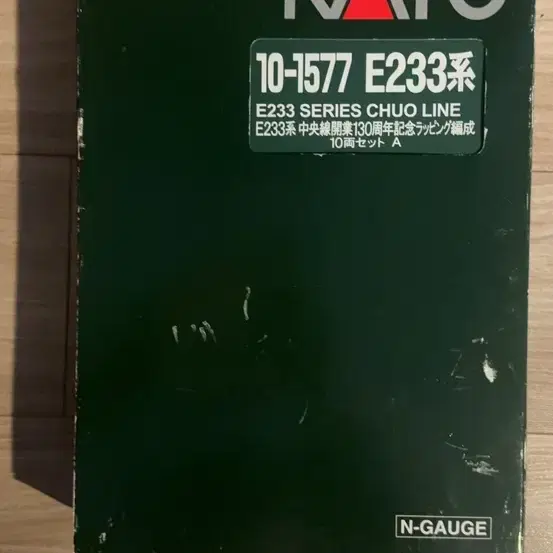 KATO
10-1577 E233系
E233 SERIES CHUO LINE
E233系 中央線開業130周年記念ラッピング編成
10両セット A
N-GAUGE